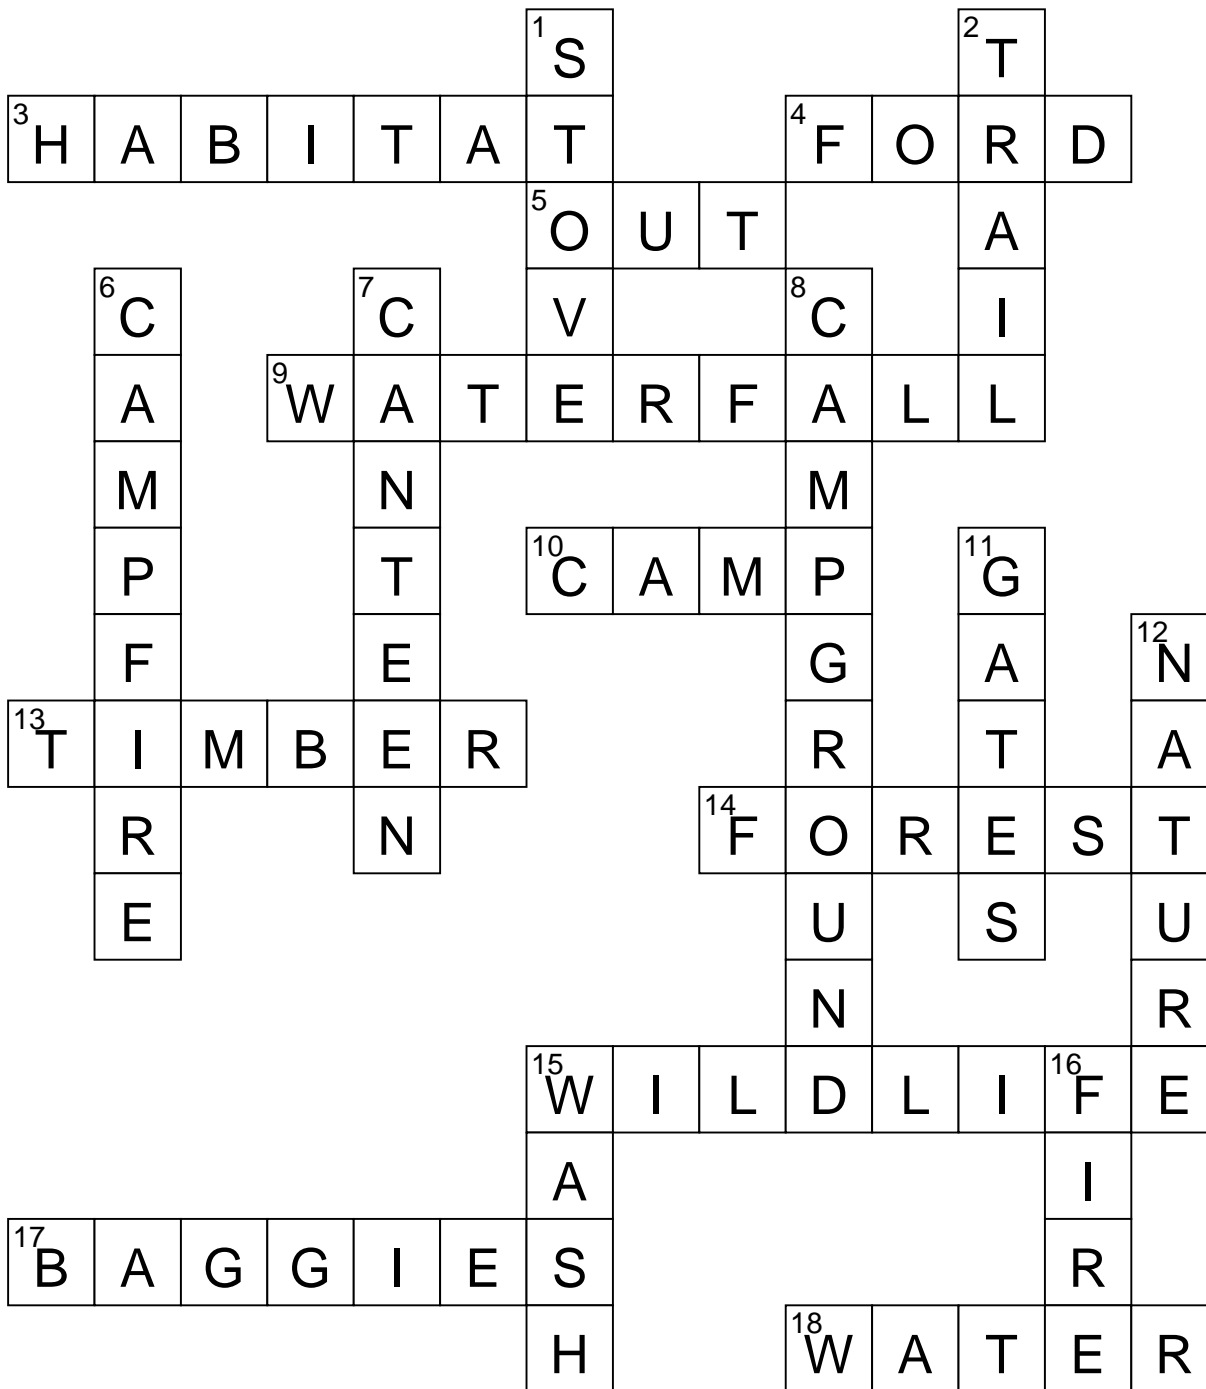 1 S 2 T
3 H A B I T A T 4 F O R D
5 O U T A
6 C 7 C V 8 C I
A 9 W A T E R F A L L
M N M
P T 10 C A M P 11 G
F E G A 12 N
13 T I M B E R R T A
R N 14 F O R E S T
E U S U
N R
15 W I L D L I 16 F E
A I
17 B A G G I E S R
H 18 W A T E R